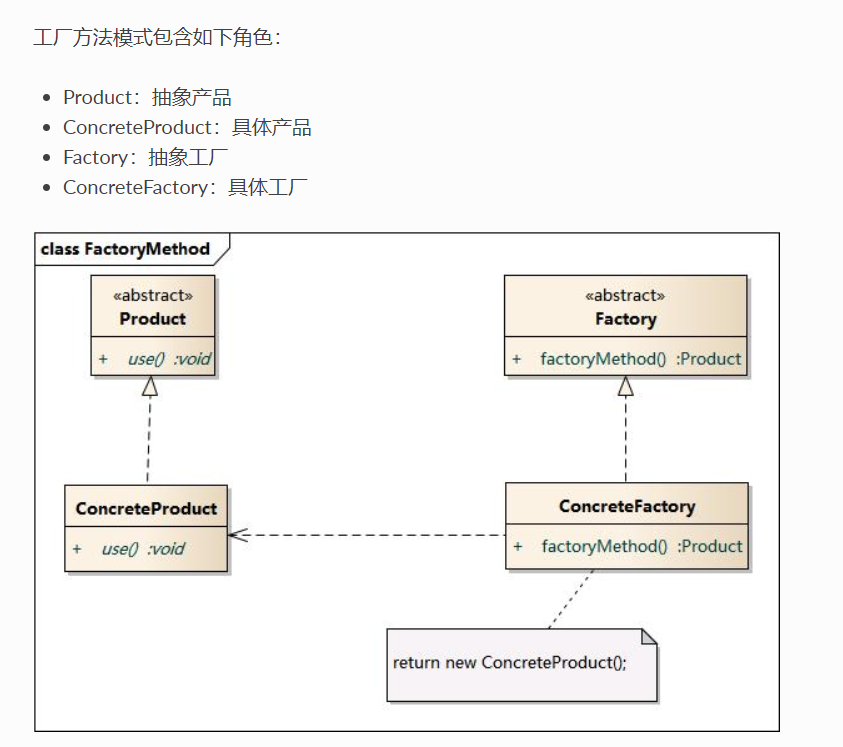 工厂方法模式包含如下角色：
• Product：抽象产品
• ConcreteProduct：具体产品
• Factory：抽象工厂
• ConcreteFactory：具体工厂
class FactoryMethod
«abstract»
Product
+ use() :void
«abstract»
Factory
+ factoryMethod() :Product
ConcreteProduct
+ use() :void
ConcreteFactory
+ factoryMethod() :Product
return new ConcreteProduct();